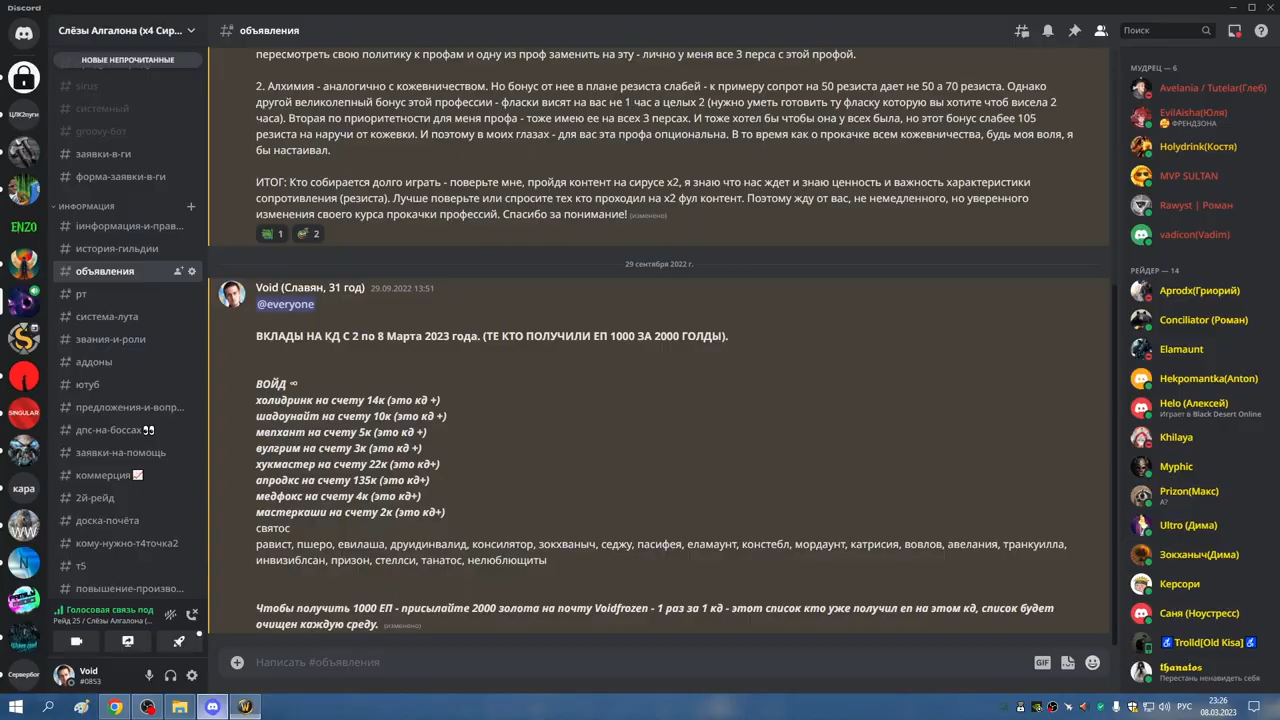 Discord
Слёзы Алгалона (x4 Сир...
объявления
Поиск
НОВЫЕ НЕПРОЧИТАННЫЕ
sirus
системный
groovy-бот
заявки-в-ги
форма-заявки-в-ги
ИНФОРМАЦИЯ
іинформация-и-прав...
история-гильдии
объявления
рт
система-лута
звания-и-роли
аддоны
ютуб
предложения-и-вопр...
дпс-на-боссах👀
заявки-на-помощь
коммерция 📈
2й-рейд
доска-почёта
кому-нужно-т4точка2
т5
повышение-произво...
Голосовая связь под
Рейд 25 / Слёзы Алгалона (...
Void
#0853
ЦЛК2пуги
ENZO
SINGULAR
кара
WW
N
Сервербог
пересмотреть свою политику к профам и одну из проф заменить на эту - лично у меня все 3 перса с этой профой.
2. Алхимия - аналогично с кожевничеством. Но бонус от нее в плане резиста слабей - к примеру сопрот на 50 резиста дает не 50 а 70 резиста. Однако
другой великолепный бонус этой профессии - фласки висят на вас не 1 час а целых 2 (нужно уметь готовить ту фласку которую вы хотите чтоб висела 2
часа). Вторая по приоритетности для меня профа - тоже имею ее на всех 3 персах. И тоже хотел бы чтобы она у всех была, но этот бонус слабее 105
резиста на наручи от кожевки. И поэтому в моих глазах - для вас эта профа опциональна. В то время как о прокачке всем кожевничества, будь моя воля, я
бы настаивал.
ИТОГ: Кто собирается долго играть - поверьте мне, пройдя контент на сирусе x2, я знаю что нас ждет и знаю ценность и важность характеристики
сопротивления (резиста). Лучше поверьте или спросите тех кто проходил на x2 фул контент. Поэтому жду от вас, не немедленного, но уверенного
изменения своего курса прокачки профессий. Спасибо за понимание! (изменено)
1 2
29 сентября 2022 г.
Void (Славян, 31 год) 29.09.2022 13:51
@everyone
ВКЛАДЫ НА КД С 2 по 8 Марта 2023 года. (ТЕ КТО ПОЛУЧИЛИ ЕП 1000 ЗА 2000 ГОЛДЫ).
ВОЙД ∞
холидринк на счету 14к (это кд +)
шадоунайт на счету 10к (это кд +)
мвпхант на счету 5к (это кд +)
вулгрим на счету 3к (это кд +)
хукмастер на счету 22к (это кд+)
апродкс на счету 135к (это кд+)
медфокс на счету 4к (это кд+)
мастеркаши на счету 2к (это кд+)
святос
равист, пшеро, евилаша, друидинвалид, консилятор, зокхваныч, седжу, пасифея, еламаунт, констебл, мордаунт, катрисия, вовлов, авелания, транкуилла,
инвизиблсан, призон, стеллси, танатос, нелюблющиты
Чтобы получить 1000 ЕП - присылайте 2000 золота на почту Voidfrozen - 1 раз за 1 кд - этот список кто уже получил еп на этом кд, список будет
очищен каждую среду. (изменено)
Написать #объявления
GIF
МУДРЕЦ — 6
Avelania / Tutelar(Глеб)
EvilAisha(Юля)
ФРЕНДЗОНА
Holydrink(Костя)
MVP SULTAN
Rawyst | Роман
vadicon(Vadim)
РЕЙДЕР — 14
Aprodx(Гриорий)
Conciliator (Роман)
Elamaunt
Hekpomantka(Anton)
Helo (Алексей)
Играет в Black Desert Online
Khilaya
Myphic
Prizon(Макс)
А?
Ultro (Дима)
Зокханыч(Дима)
Керсори
Саня (Ноустресс)
♿ Trolld[Old Kisa] ♿
𝖙𝖍𝖆𝖓𝖆𝖙𝖔𝖘
Перестань ненавидеть себя
РУС
23:26
08.03.2023